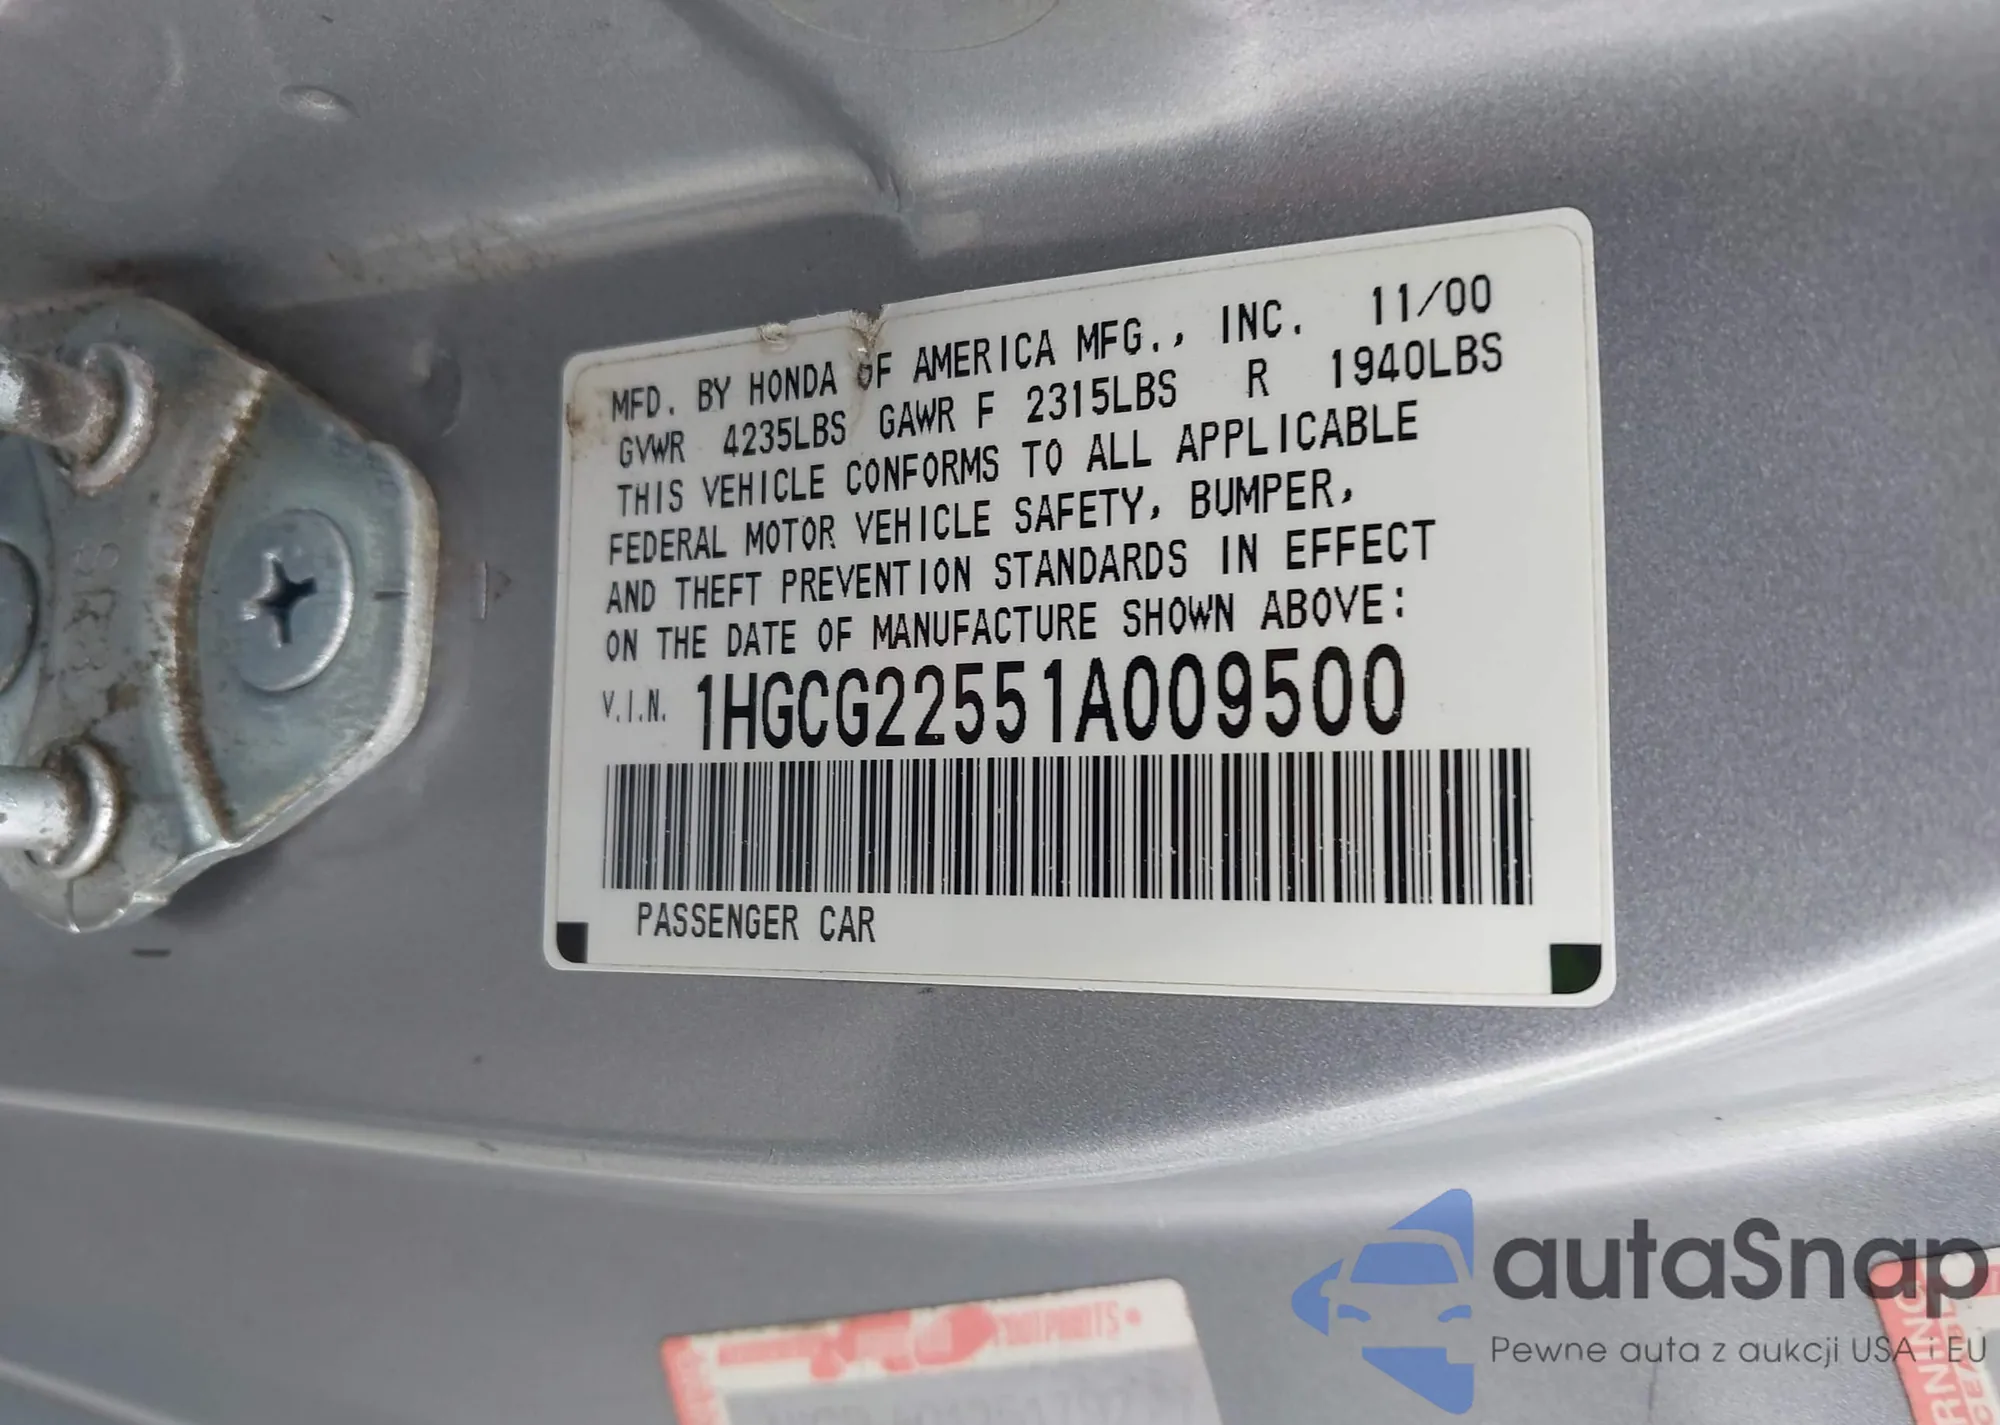 MFD. BY HONDA OF AMERICA MFG., INC. 11/00
GVWR 4235LBS GAWR F 2315LBS R 1940LBS
THIS VEHICLE CONFORMS TO ALL APPLICABLE
FEDERAL MOTOR VEHICLE SAFETY, BUMPER,
AND THEFT PREVENTION STANDARDS IN EFFECT
ON THE DATE OF MANUFACTURE SHOWN ABOVE:
V.I.N. 1HGCG22551A009500
PASSENGER CAR
autaSnap
Pewne auta z aukcji USA i EU